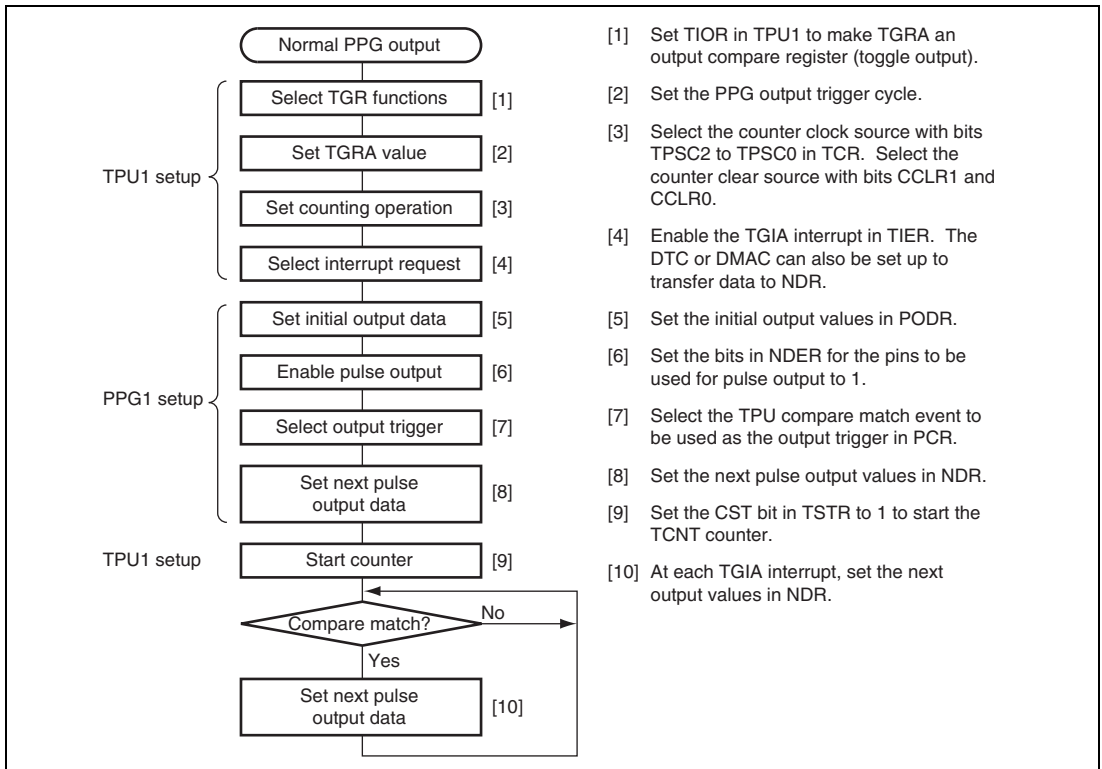 Normal PPG output
Select TGR functions [1]
Set TGRA value [2]
TPU1 setup
Set counting operation [3]
Select interrupt request [4]
Set initial output data [5]
Enable pulse output [6]
PPG1 setup
Select output trigger [7]
Set next pulse
output data
[8]
TPU1 setup
Start counter [9]
Compare match?
No
Yes
Set next pulse
output data
[10]
[1] Set TIOR in TPU1 to make TGRA an
output compare register (toggle output).
[2] Set the PPG output trigger cycle.
[3] Select the counter clock source with bits
TPSC2 to TPSC0 in TCR. Select the
counter clear source with bits CCLR1 and
CCLR0.
[4] Enable the TGIA interrupt in TIER. The
DTC or DMAC can also be set up to
transfer data to NDR.
[5] Set the initial output values in PODR.
[6] Set the bits in NDER for the pins to be
used for pulse output to 1.
[7] Select the TPU compare match event to
be used as the output trigger in PCR.
[8] Set the next pulse output values in NDR.
[9] Set the CST bit in TSTR to 1 to start the
TCNT counter.
[10] At each TGIA interrupt, set the next
output values in NDR.